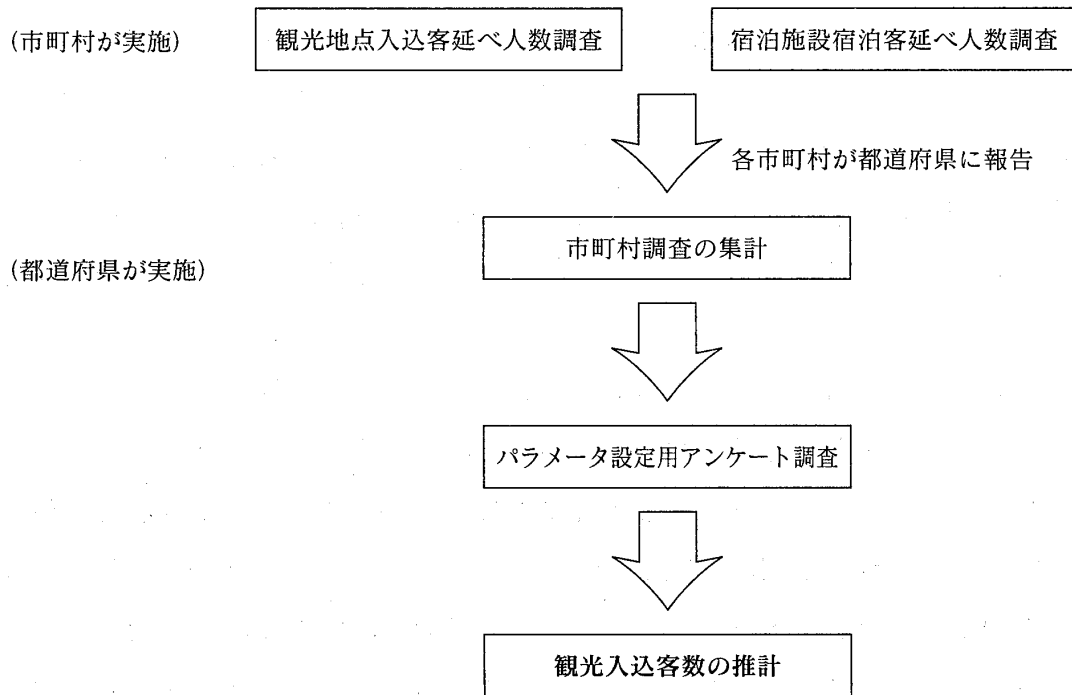 (市町村が実施)
観光地点入込客延べ人数調査
宿泊施設宿泊客延べ人数調査
各市町村が都道府県に報告
市町村調査の集計
(都道府県が実施)
パラメータ設定用アンケート調査
観光入込客数の推計